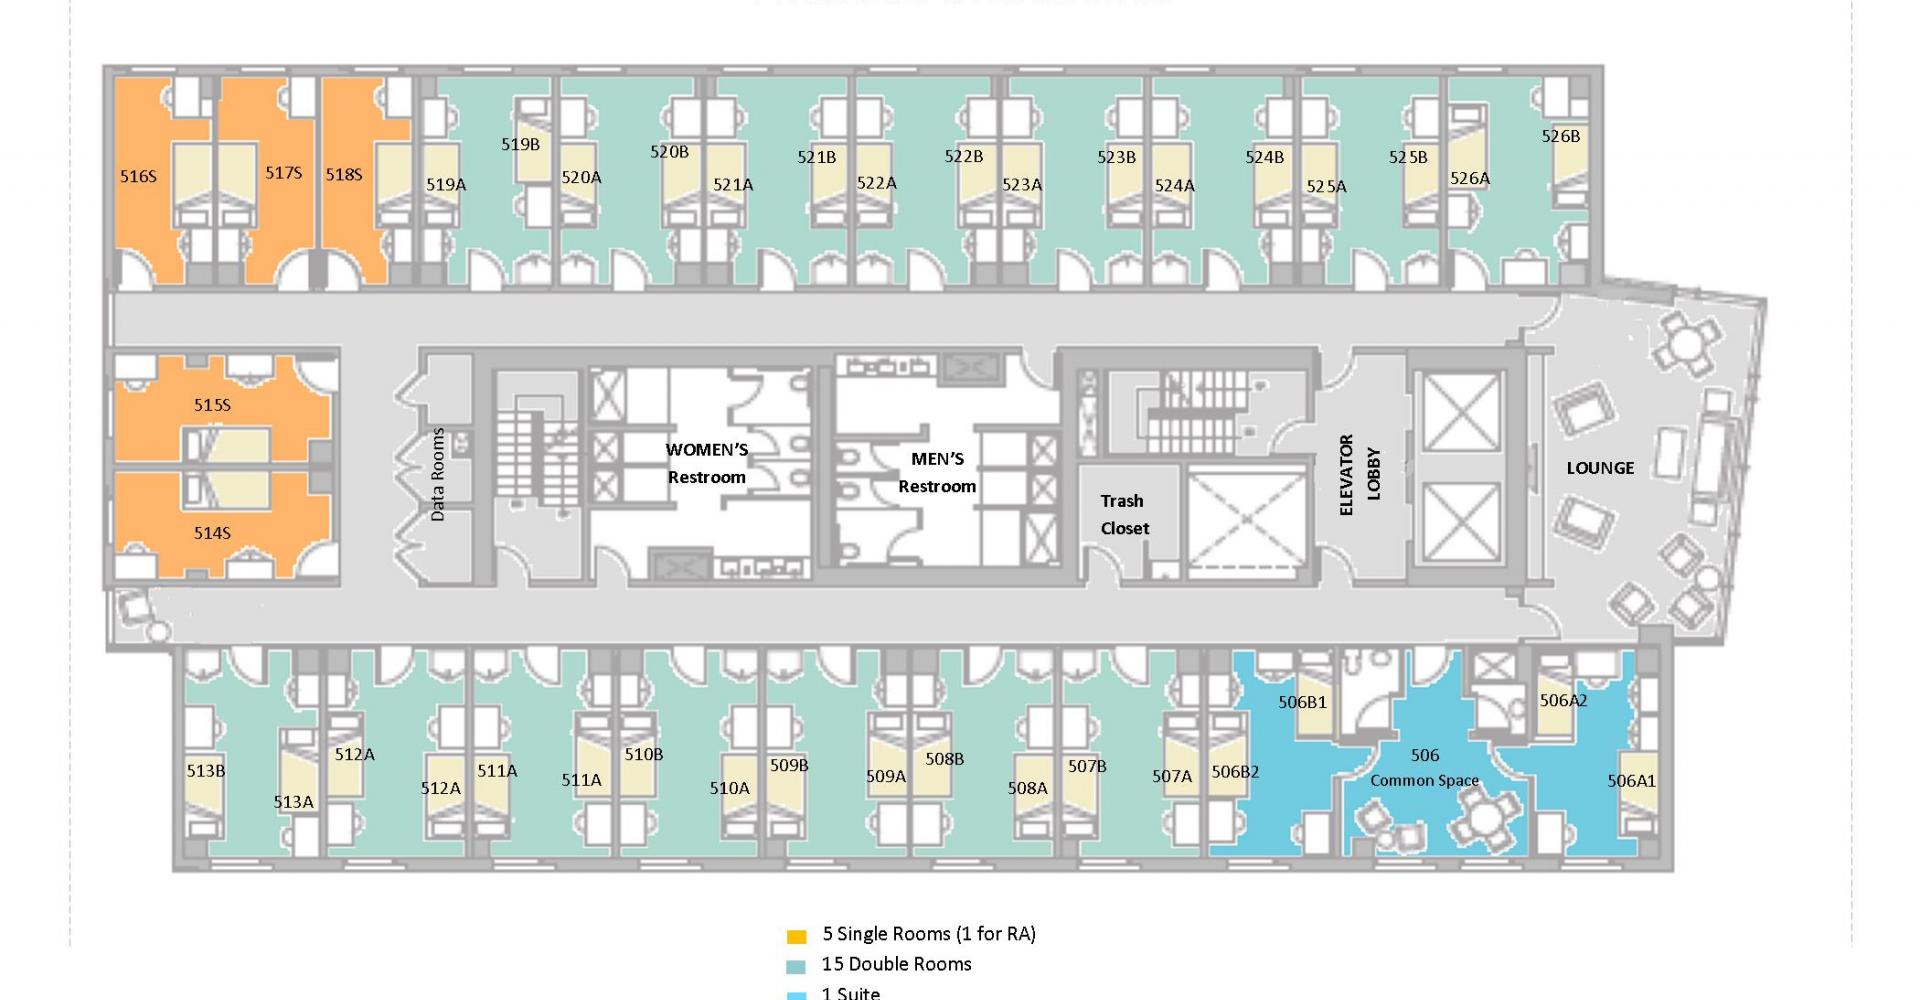 516S
517S
518S
519A
519B
520A
520B
521A
521B
522A
522B
523A
523B
524A
524B
525A
525B
526A
526B
515S
514S
Data Rooms
WOMEN'S
Restroom
MEN'S
Restroom
Trash
Closet
ELEVATOR
LOBBY
LOUNGE
513B
513A
512A
512A
511A
511A
510B
510A
509B
509A
508B
508A
507B
507A
506B2
506B1
506
Common Space
506A2
506A1
5 Single Rooms (1 for RA)
15 Double Rooms
1 Suite